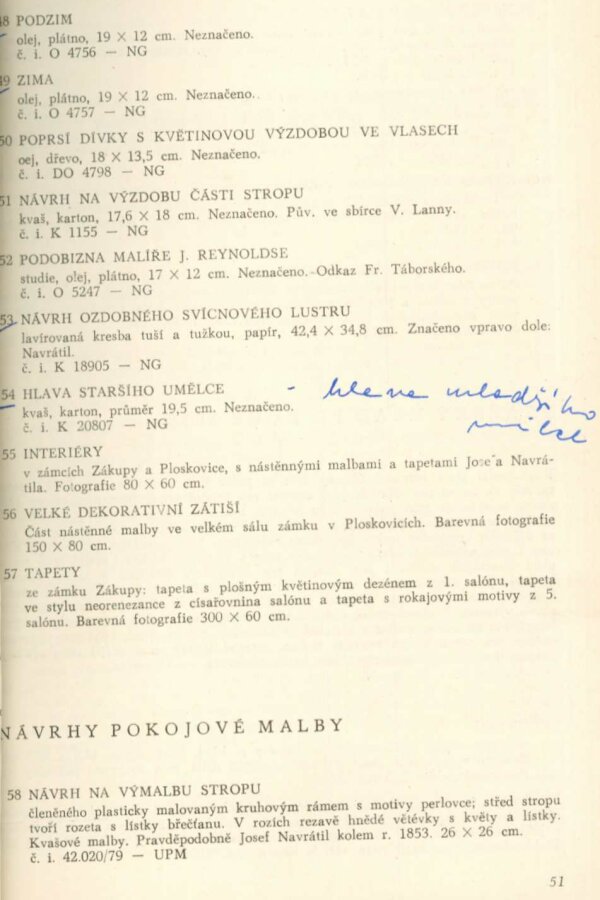 48 PODZIM
olej, plátno, 19 × 12 cm. Neznačeno.
č. i. O 4756 — NG
49 ZIMA
olej, plátno, 19 × 12 cm. Neznačeno.
č. i. O 4757 — NG
50 POPRSÍ DÍVKY S KVĚTINOVOU VÝZDOBOU VE VLASECH
oej, dřevo, 18 × 13,5 cm. Neznačeno.
č. i. DO 4798 — NG
51 NÁVRH NA VÝZDOBU ČÁSTI STROPU
kvaš, karton, 17,6 × 18 cm. Neznačeno. Pův. ve sbírce V. Lanny.
č. i. K 1155 — NG
52 PODOBIZNA MALÍŘE J. REYNOLDSE
studie, olej, plátno, 17 × 12 cm. Neznačeno. Odkaz Fr. Táborského.
č. i. O 5247 — NG
53 NÁVRH OZDOBNÉHO SVÍCNOVÉHO LUSTRU
lavírovaná kresba tuší a tužkou, papír, 42,4 × 34,8 cm. Značeno vpravo dole:
Navrátil.
č. i. K 18905 — NG
54 HLAVA STARŠÍHO UMĚLCE - hlava mladšího
kvaš, karton, průměr 19,5 cm. Neznačeno.
č. i. K 20807 — NG
55 INTERIÉRY
v zámcích Zákupy a Ploskovice, s nástěnnými malbami a tapetami Josefa Navrá-
tila. Fotografie 80 × 60 cm.
56 VELKÉ DEKORATIVNÍ ZÁTIŠÍ
Část nástěnné malby ve velkém sálu zámku v Ploskovicích. Barevná fotografie
150 × 80 cm.
57 TAPETY
ze zámku Zákupy: tapeta s plošným květinovým dezénem z 1. salónu, tapeta
ve stylu neorenezance z císařovnina salónu a tapeta s rokajovými motivy z 5.
salónu. Barevná fotografie 300 × 60 cm.
NÁVRHY POKOJOVÉ MALBY
58 NÁVRH NA VÝMALBU STROPU
členěného plasticky malovaným kruhovým rámem s motivy perlovce; střed stropu
tvoří rozeta s lístky břečťanu. V rozích rezavě hnědé větévky s květy a lístky.
Kvašové malby. Pravděpodobně Josef Navrátil kolem r. 1853. 26 × 26 cm.
č. i. 42.020/79 — UPM
51